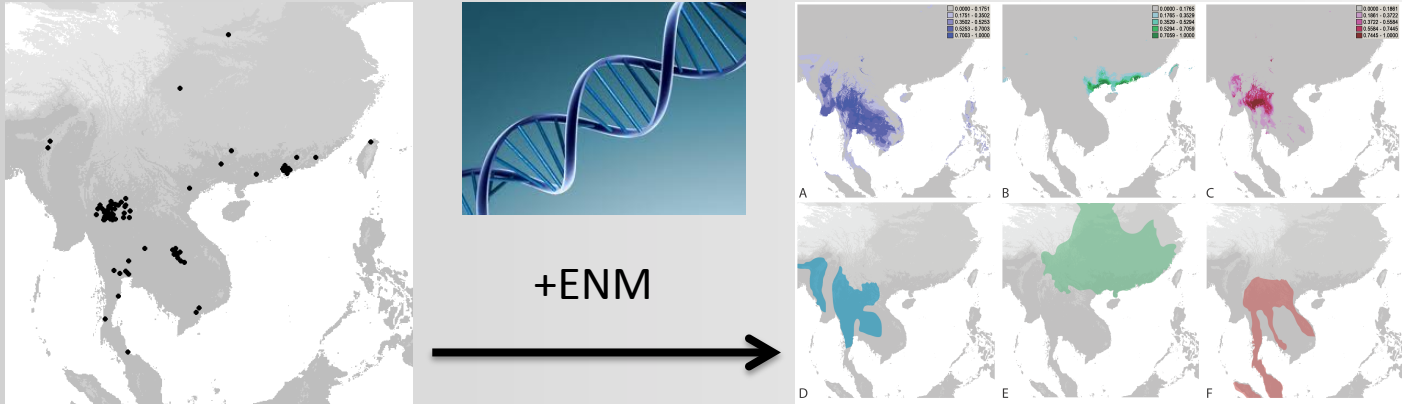 +ENM
0.0000 - 0.1751
0.1751 - 0.3502
0.3502 - 0.5253
0.5253 - 0.7003
0.7003 - 1.0000
A
0.0000 - 0.1765
0.1765 - 0.3529
0.3529 - 0.5294
0.5294 - 0.7059
0.7059 - 1.0000
B
0.0000 - 0.1861
0.1861 - 0.3722
0.3722 - 0.5584
0.5584 - 0.7445
0.7445 - 1.0000
C
D
E
F